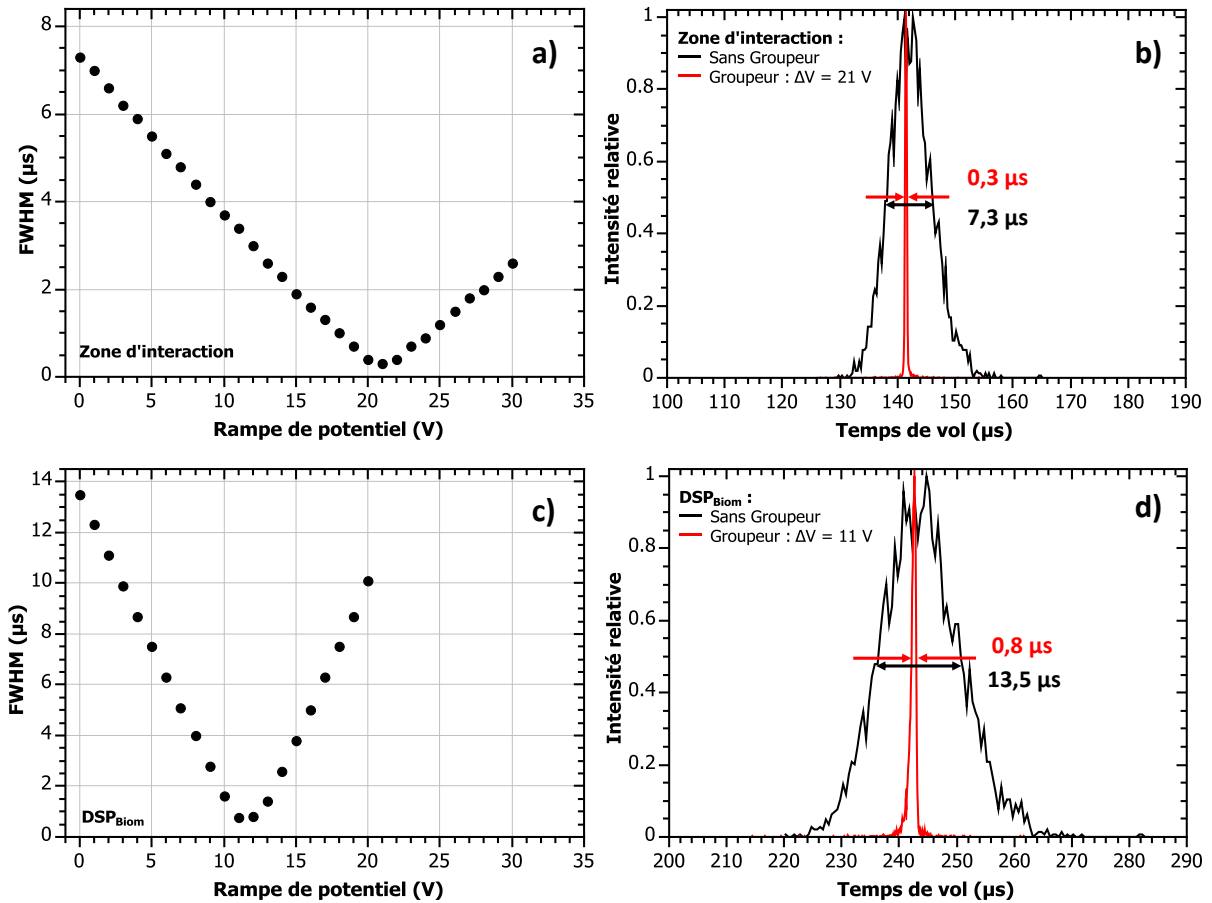 a)
FWHM (µs)
8
6
4
2
0
Zone d'interaction
0 5 10 15 20 25 30 35
Rampe de potentiel (V)
b)
Zone d'interaction :
Sans Groupeur
Groupeur : ΔV = 21 V
Intensité relative
1
0.8
0.6
0.4
0.2
0
0,3 µs
7,3 µs
100 110 120 130 140 150 160 170 180 190
Temps de vol (µs)
c)
FWHM (µs)
14
12
10
8
6
4
2
0
DSPBiom
0 5 10 15 20 25 30 35
Rampe de potentiel (V)
d)
DSPBiom :
Sans Groupeur
Groupeur : ΔV = 11 V
Intensité relative
1
0.8
0.6
0.4
0.2
0
0,8 µs
13,5 µs
200 210 220 230 240 250 260 270 280 290
Temps de vol (µs)